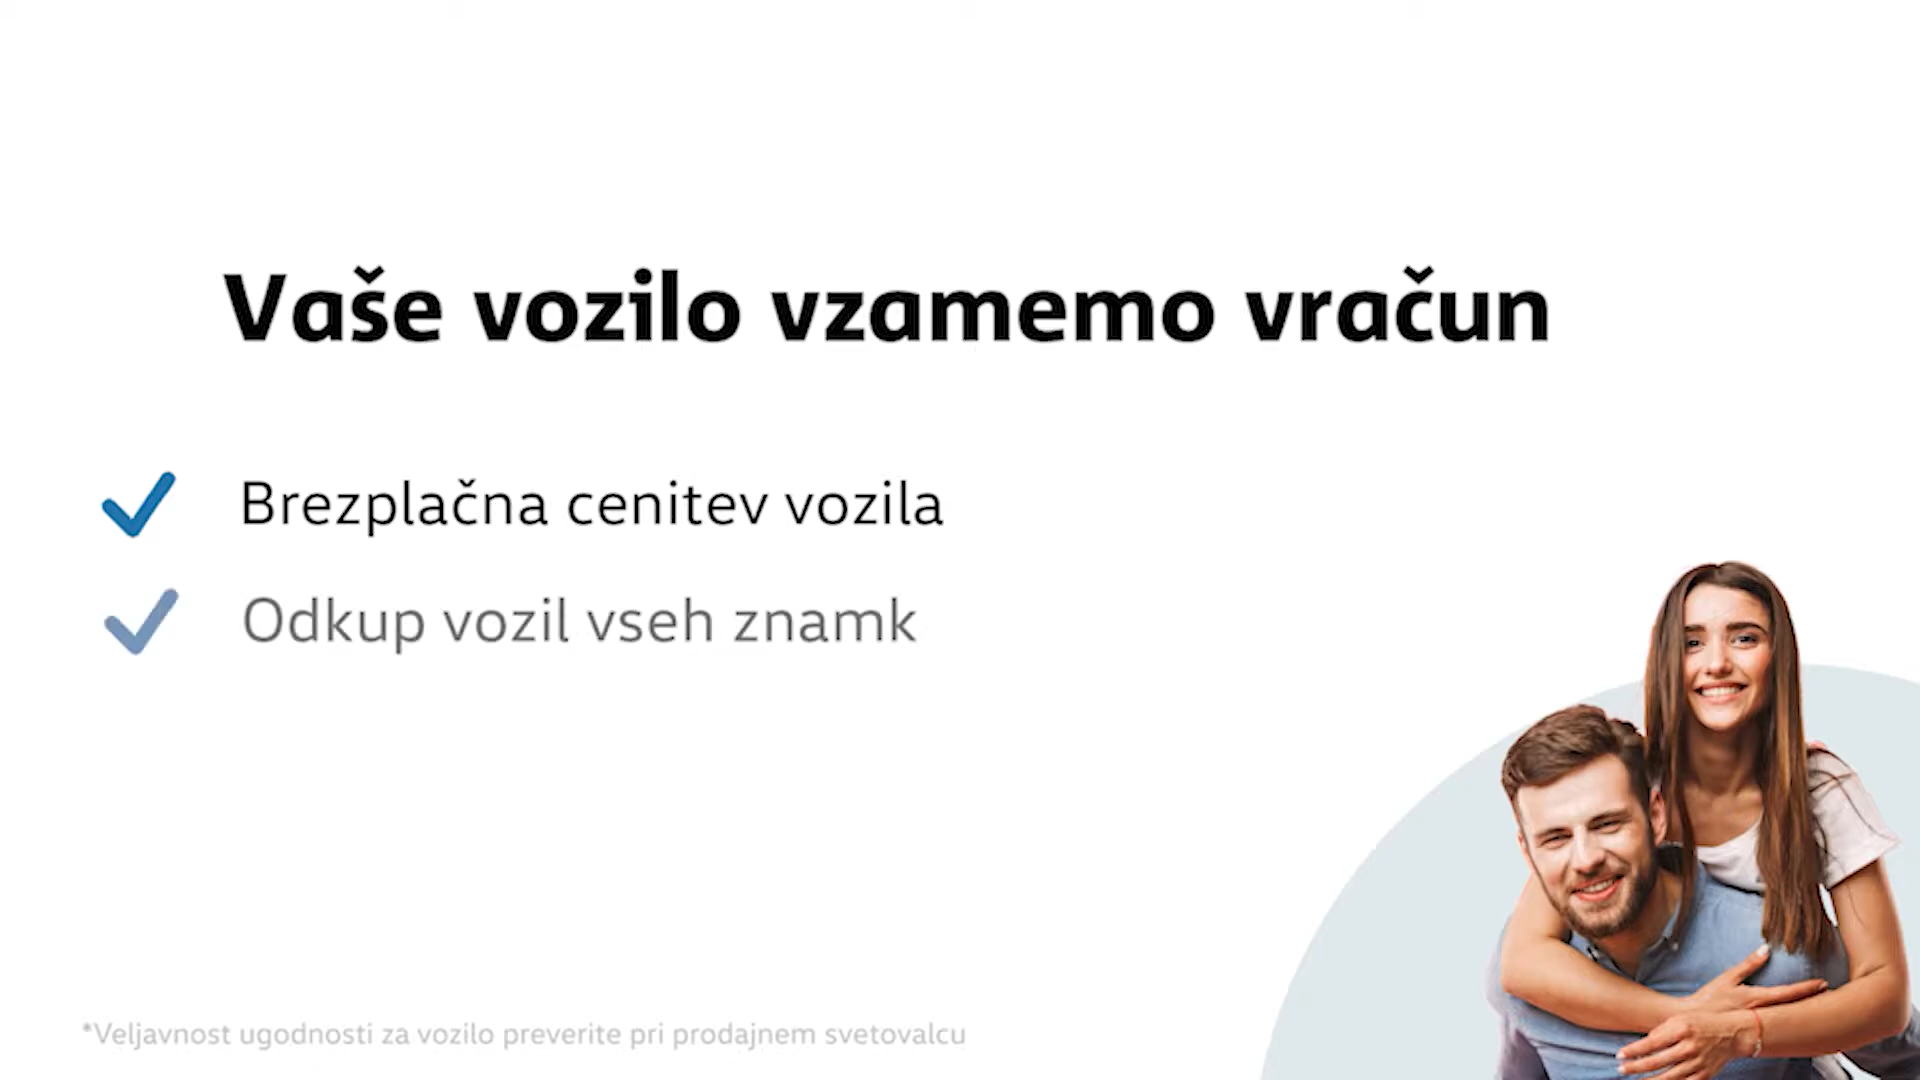 Vaše vozilo vzamemo vračun
Brezplačna cenitev vozila
Odkup vozil vseh znamk
*Veljavnost ugodnosti za vozilo preverite pri prodajnem svetovalcu